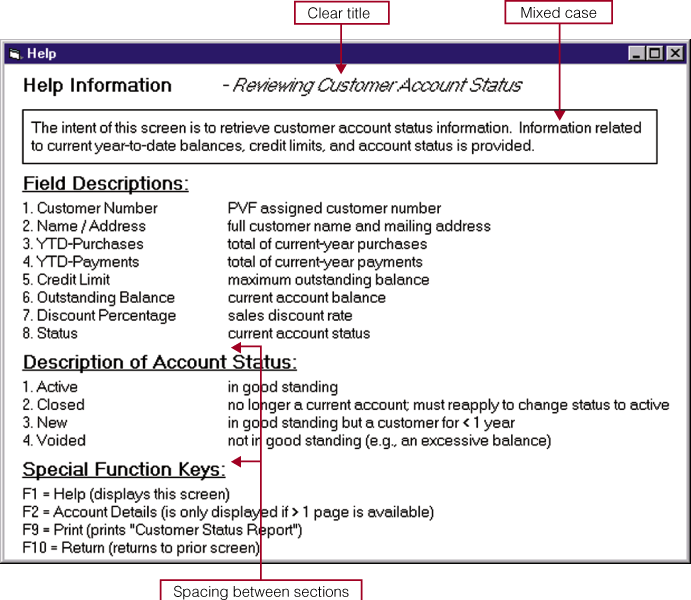 Clear title
Mixed case
Help
Help Information - Reviewing Customer Account Status
The intent of this screen is to retrieve customer account status information. Information related
to current year-to-date balances, credit limits, and account status is provided.
Field Descriptions:
1. Customer Number PVF assigned customer number
2. Name / Address full customer name and mailing address
3. YTD-Purchases total of current-year purchases
4. YTD-Payments total of current-year payments
5. Credit Limit maximum outstanding balance
6. Outstanding Balance current account balance
7. Discount Percentage sales discount rate
8. Status current account status
Description of Account Status:
1. Active in good standing
2. Closed no longer a current account; must reapply to change status to active
3. New in good standing but a customer for < 1 year
4. Voided not in good standing (e.g., an excessive balance)
Special Function Keys:
F1 = Help (displays this screen)
F2 = Account Details (is only displayed if > 1 page is available)
F9 = Print (prints "Customer Status Report")
F10 = Return (returns to prior screen)
Spacing between sections